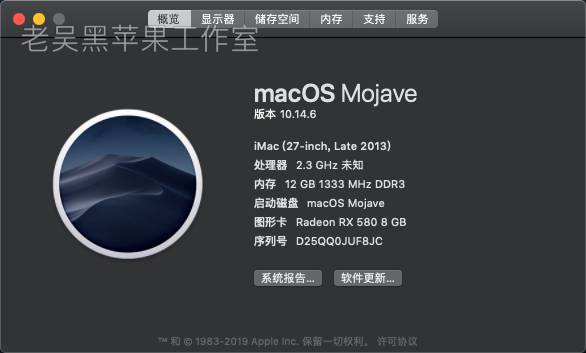 概览 显示器 储存空间 内存 支持 服务
老吴黑苹果工作室
macOS Mojave
版本 10.14.6
iMac (27-inch, Late 2013)
处理器 2.3 GHz 未知
内存 12 GB 1333 MHz DDR3
启动磁盘 macOS Mojave
图形卡 Radeon RX 580 8 GB
序列号 D25QQ0JUF8JC
系统报告... 软件更新...
™ 和 © 1983-2019 Apple Inc. 保留一切权利。 许可协议